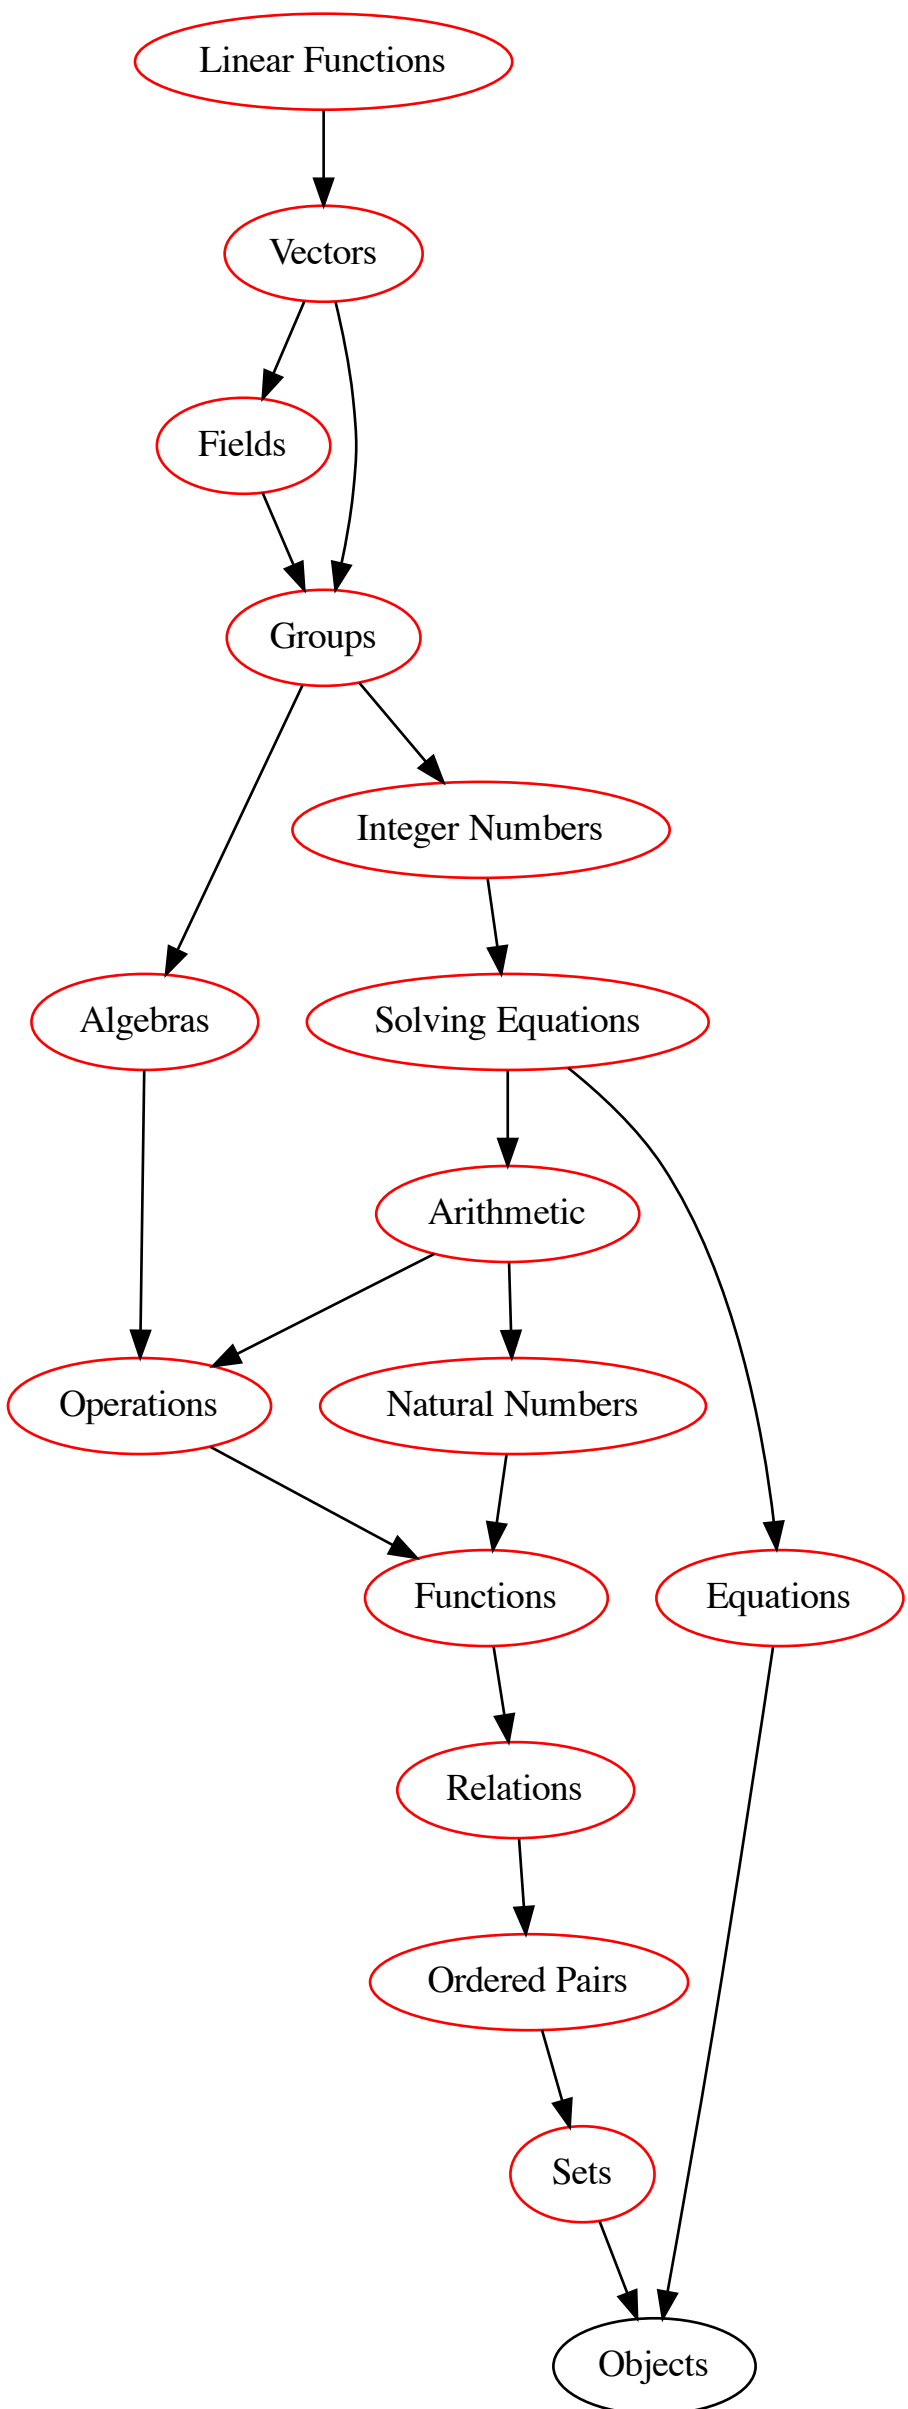 Linear Functions
Vectors
Fields
Groups
Integer Numbers
Algebras
Solving Equations
Arithmetic
Operations
Natural Numbers
Functions
Equations
Relations
Ordered Pairs
Sets
Objects